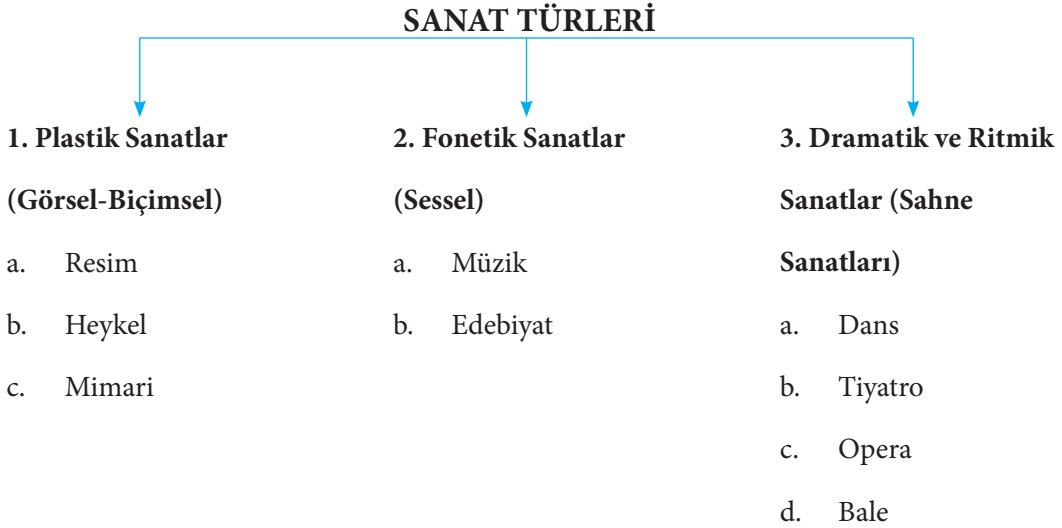 SANAT TÜRLERİ
1. Plastik Sanatlar
(Görsel-Biçimsel)
a. Resim
b. Heykel
c. Mimari
2. Fonetik Sanatlar
(Sessel)
a. Müzik
b. Edebiyat
3. Dramatik ve Ritmik
Sanatlar (Sahne
Sanatları)
a. Dans
b. Tiyatro
c. Opera
d. Bale